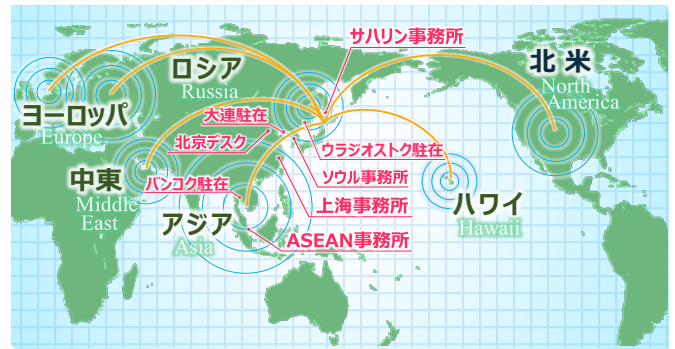 サハリン事務所
北 米
North
America
ロシア
Russia
ヨーロッパ
Europe
大連駐在
北京デスク
ウラジオストク駐在
中東
Middle
East
バンコク駐在
ソウル事務所
アジア
Asia
上海事務所
ハワイ
Hawaii
ASEAN事務所